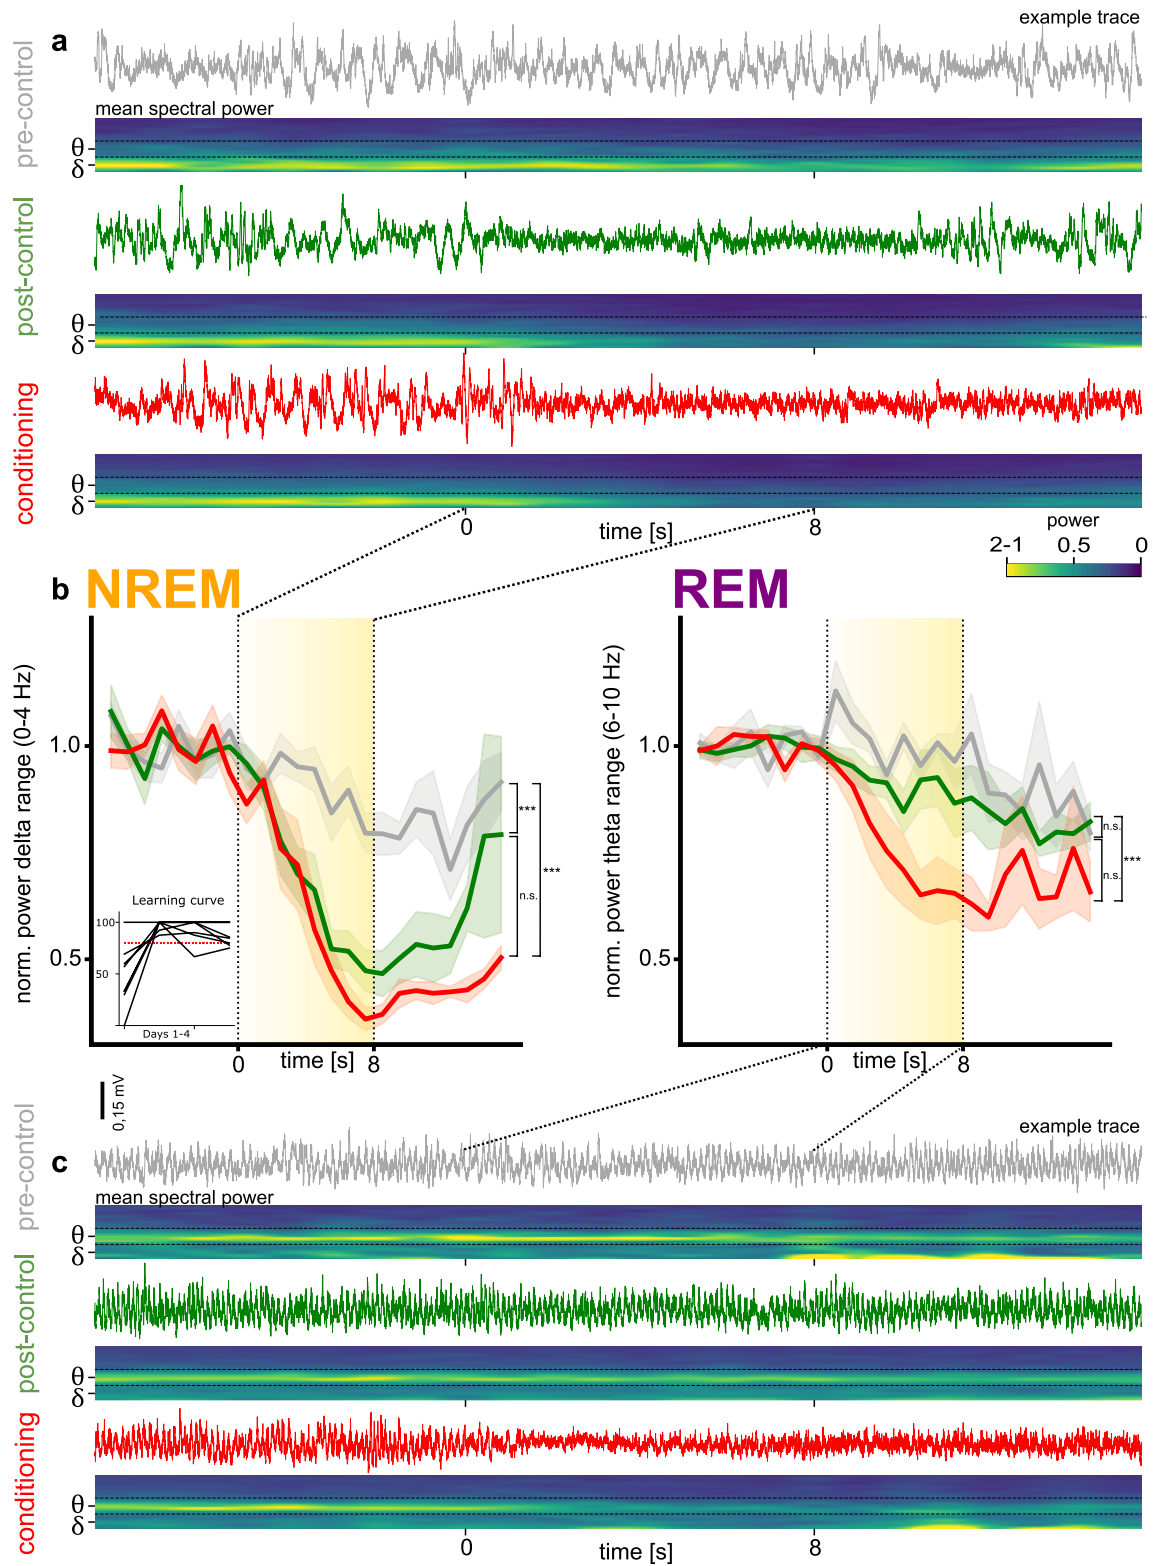 a
example trace
pre-control
mean spectral power
θ
δ
post-control
θ
δ
conditioning
θ
δ
0
time [s]
8
power
2-1 0.5 0
b
NREM
REM
norm. power delta range (0-4 Hz)
1.0
0.5
***
n.s.
***
Learning curve
100
50
Days 1-4
0
time [s]
8
norm. power theta range (6-10 Hz)
1.0
0.5
n.s.
n.s.
***
0
time [s]
8
0,15 mV
c
example trace
pre-control
mean spectral power
θ
δ
post-control
θ
δ
conditioning
θ
δ
0
time [s]
8